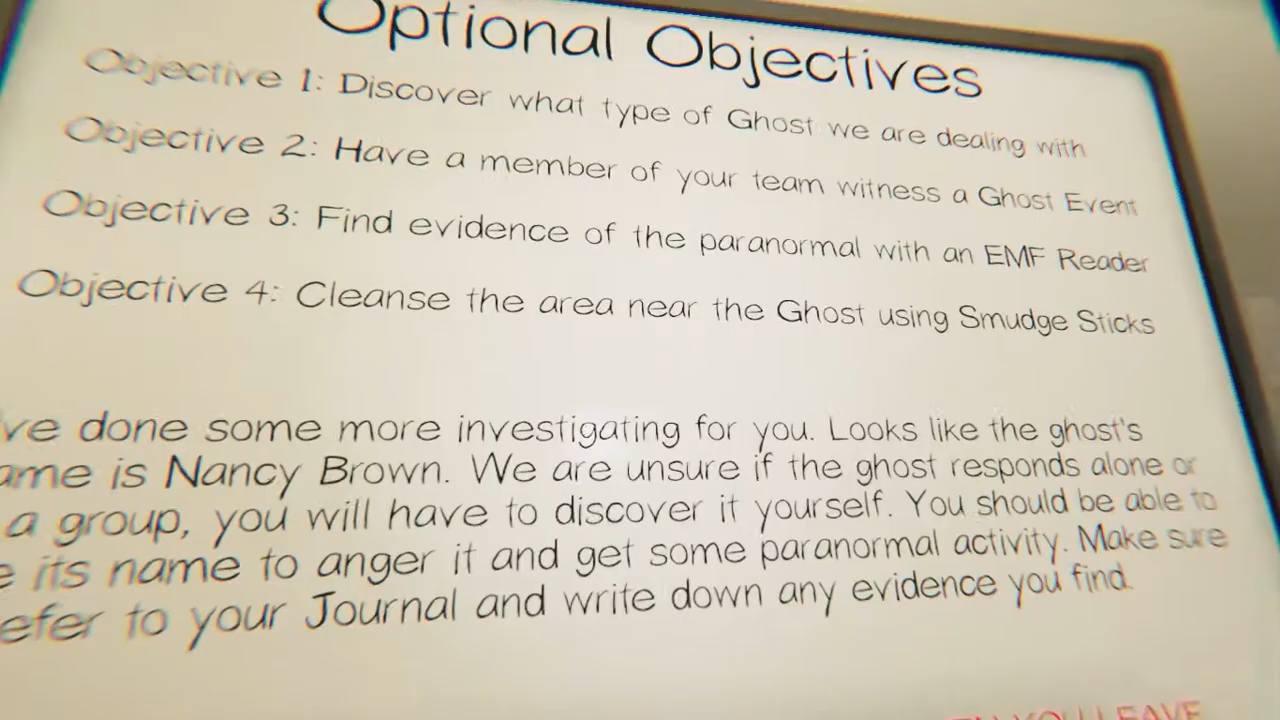 Optional Objectives
Objective 1: Discover what type of Ghost we are dealing with
Objective 2: Have a member of your team witness a Ghost Event
Objective 3: Find evidence of the paranormal with an EMF Reader
Objective 4: Cleanse the area near the Ghost using Smudge Sticks
ve done some more investigating for you. Looks like the ghost's
ame is Nancy Brown. We are unsure if the ghost responds alone or
a group, you will have to discover it yourself. You should be able to
e its name to anger it and get some paranormal activity. Make sure
efer to your Journal and write down any evidence you find.
YOU LEAVE